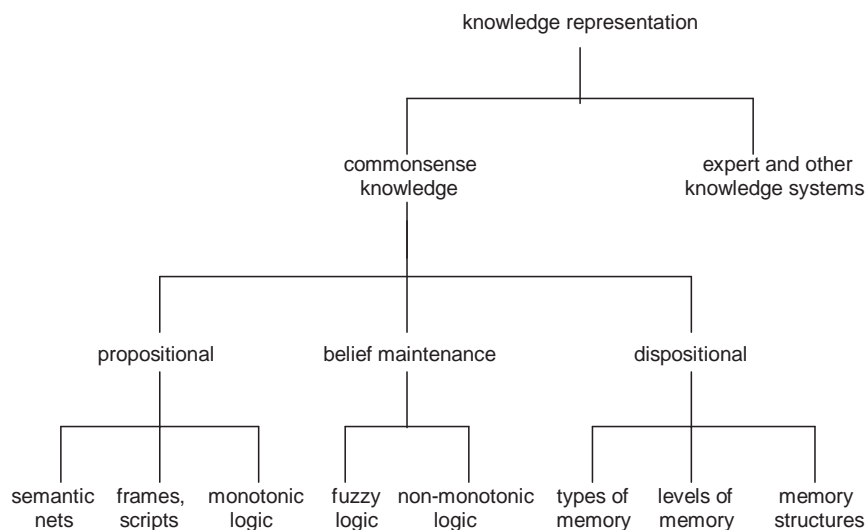 knowledge representation
commonsense
knowledge
expert and other
knowledge systems
propositional
belief maintenance
dispositional
semantic
nets
frames,
scripts
monotonic
logic
fuzzy
logic
non-monotonic
logic
types of
memory
levels of
memory
memory
structures